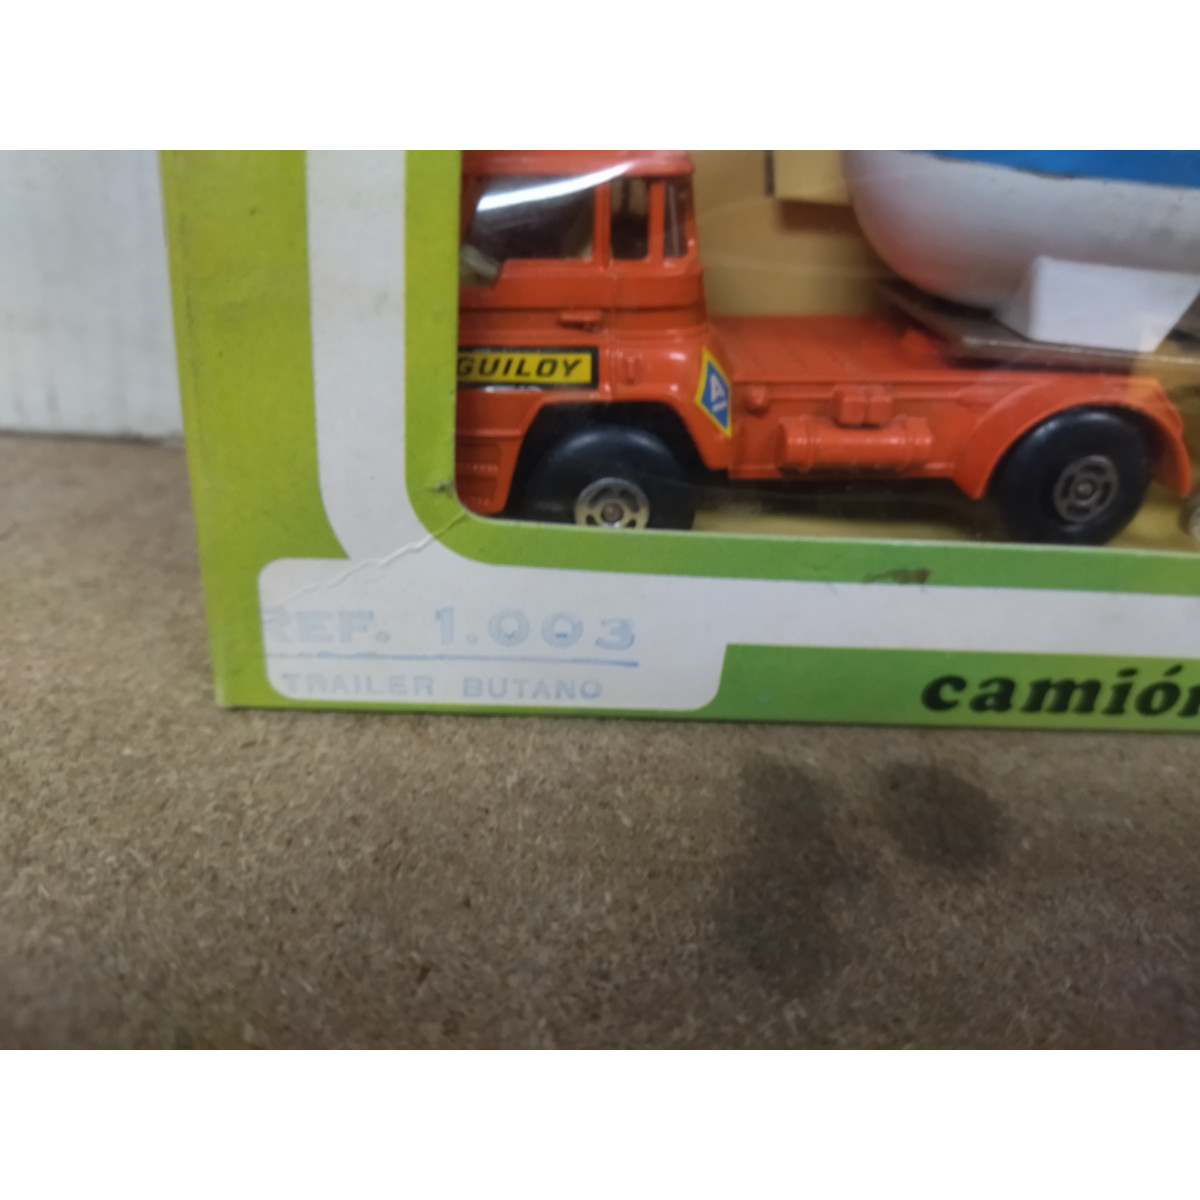 GUILOY
REF. 1.003
TRAILER BUTANO
camión